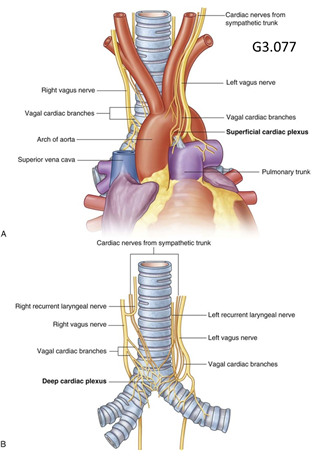 Cardiac nerves from
sympathetic trunk
G3.077
Right vagus nerve
Left vagus nerve
Vagal cardiac branches
Vagal cardiac branches
Superficial cardiac plexus
Arch of aorta
Superior vena cava
Pulmonary trunk
A
Cardiac nerves from sympathetic trunk
Right recurrent laryngeal nerve
Left recurrent laryngeal nerve
Right vagus nerve
Left vagus nerve
Vagal cardiac branches
Vagal cardiac branches
Deep cardiac plexus
B